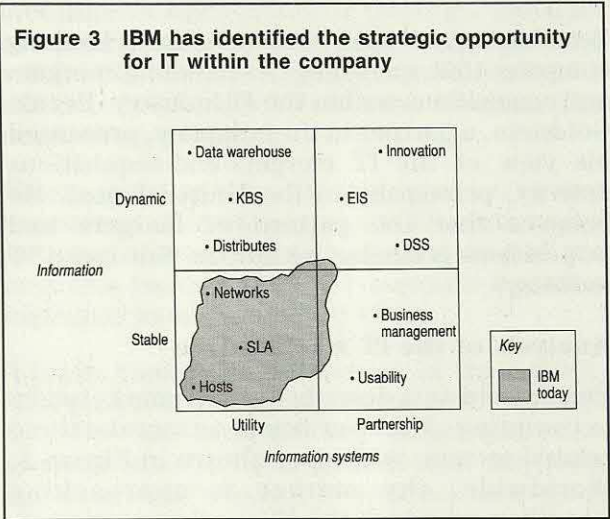 Figure 3 IBM has identified the strategic opportunity
for IT within the company
• Data warehouse
• Innovation
Dynamic
• KBS
• EIS
• Distributes
• DSS
Information
• Networks
• Business
management
Stable
• SLA
Key
• Hosts
• Usability
IBM
today
Utility
Partnership
Information systems